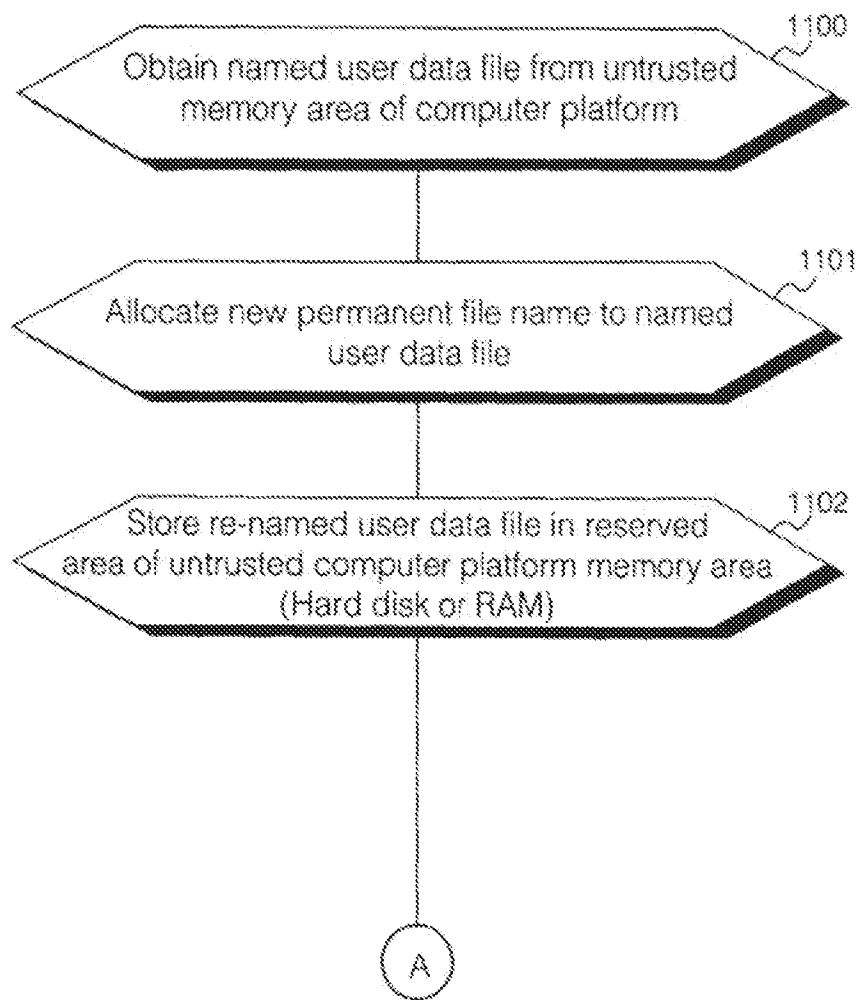 1100
Obtain named user data file from untrusted
memory area of computer platform
1101
Allocate new permanent file name to named
user data file
1102
Store re-named user data file in reserved
area of untrusted computer platform memory area
(Hard disk or RAM)
A